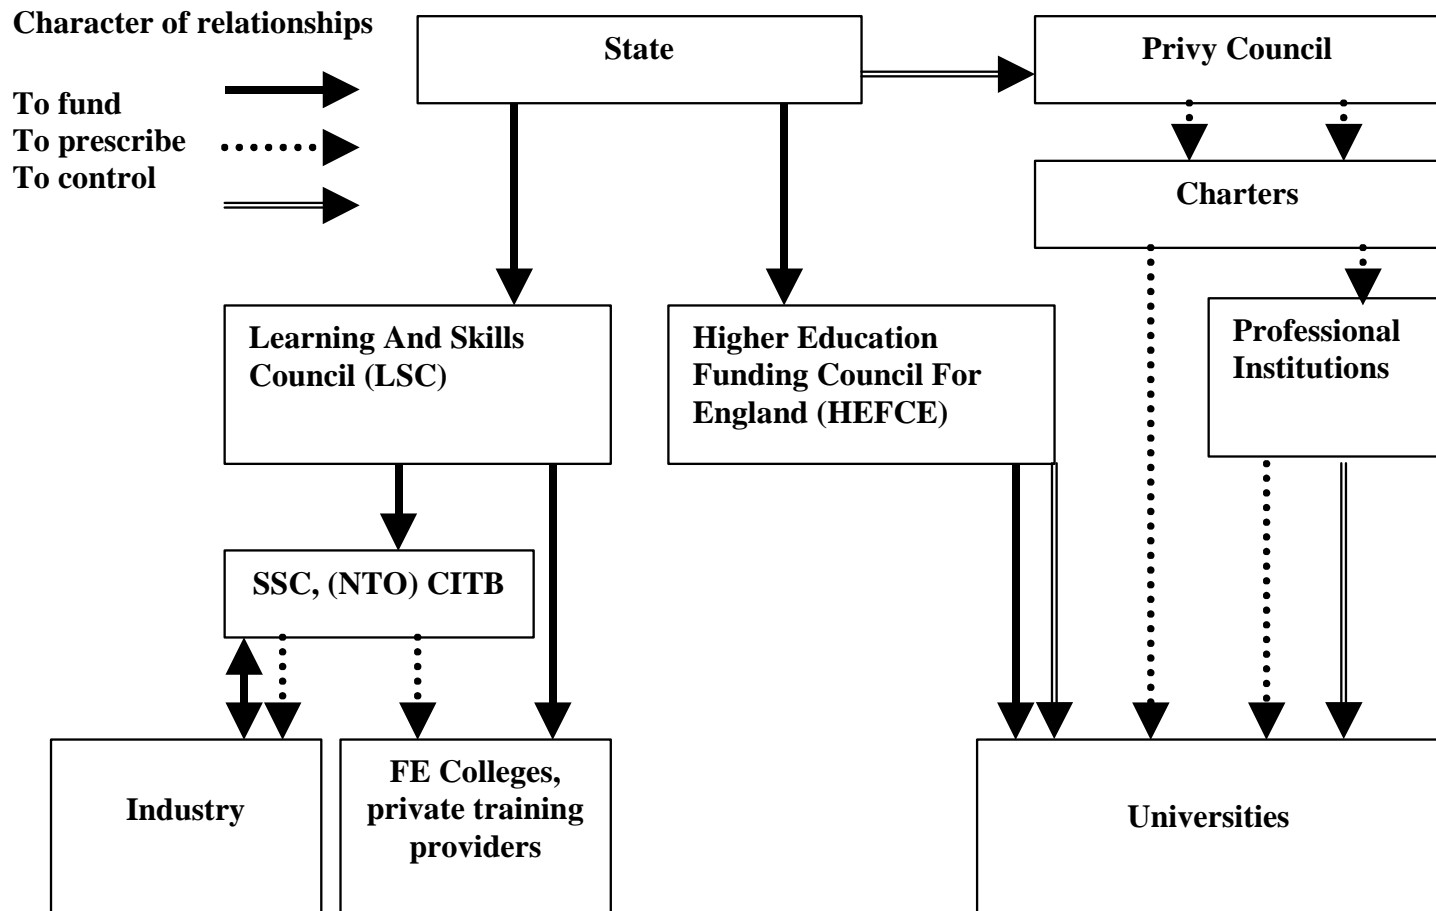 Character of relationships
To fund
To prescribe
To control
State
Privy Council
Charters
Learning And Skills
Council (LSC)
Higher Education
Funding Council For
England (HEFCE)
Professional
Institutions
SSC, (NTO) CITB
Industry
FE Colleges,
private training
providers
Universities